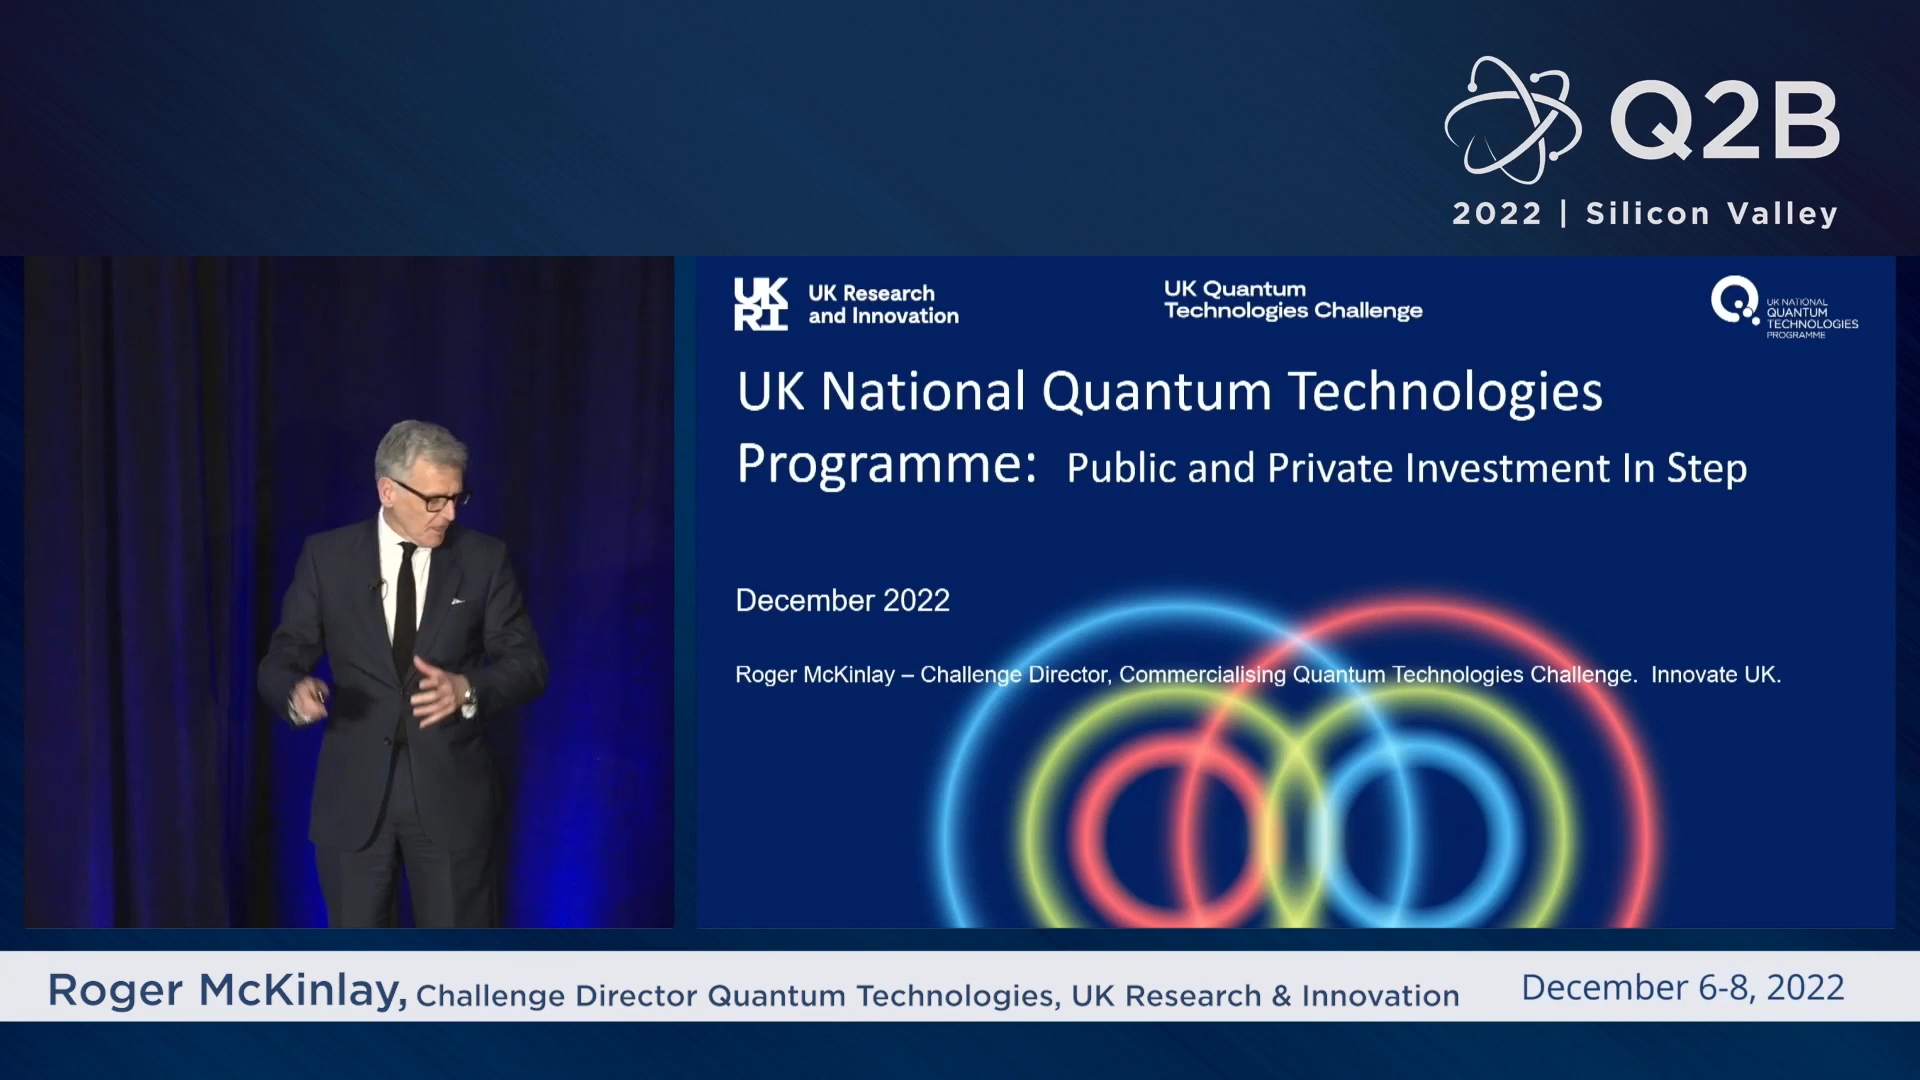 Q2B
2022 | Silicon Valley
UK
RI
UK Research
and Innovation
UK Quantum
Technologies Challenge
UK NATIONAL
QUANTUM
TECHNOLOGIES
PROGRAMME
UK National Quantum Technologies
Programme: Public and Private Investment In Step
December 2022
Roger McKinlay – Challenge Director, Commercialising Quantum Technologies Challenge. Innovate UK.
Roger McKinlay, Challenge Director Quantum Technologies, UK Research & Innovation
December 6-8, 2022